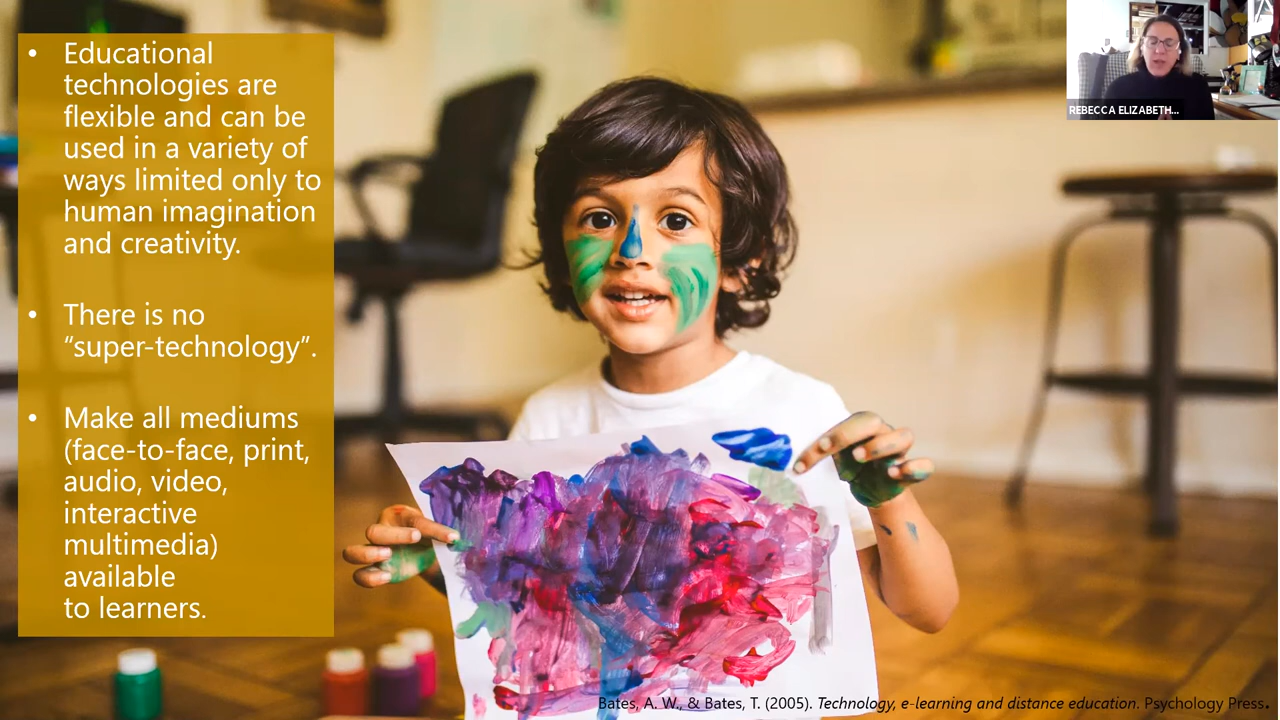 • Educational
technologies are
flexible and can be
used in a variety of
ways limited only to
human imagination
and creativity.
• There is no
“super-technology”.
• Make all mediums
(face-to-face, print,
audio, video,
interactive
multimedia)
available
to learners.
REBECCA ELIZABETH...
Bates, A. W., & Bates, T. (2005). Technology, e-learning and distance education. Psychology Press.